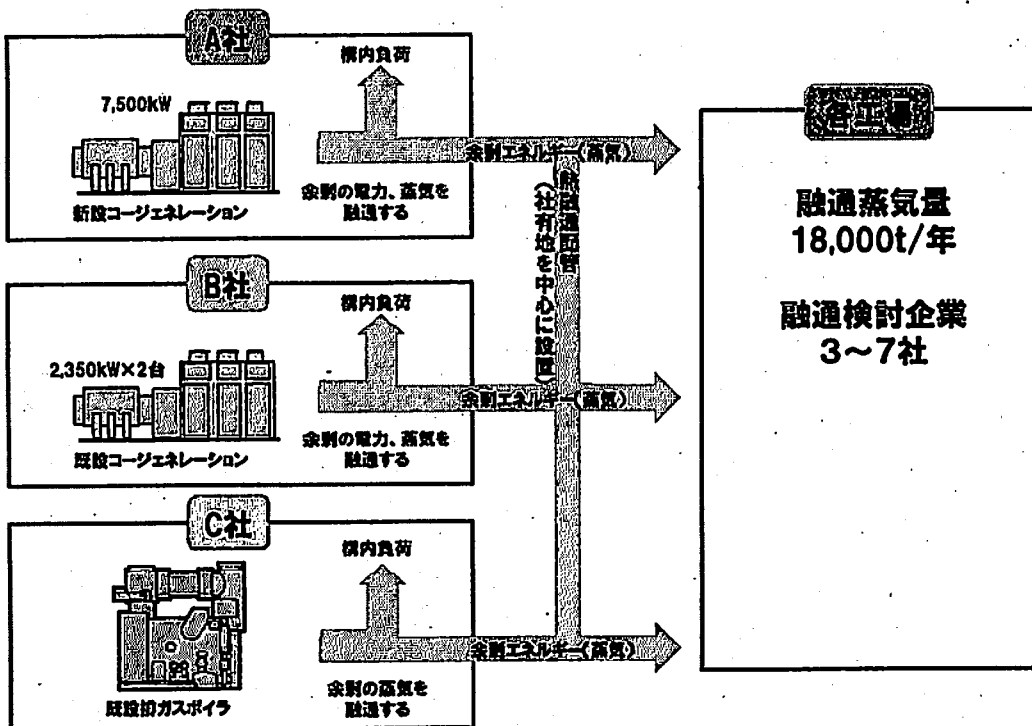 A社
構内負荷
7,500kW
新設コージェネレーション
余剰の電力、蒸気を
融通する
余剰エネルギー(蒸気)
熱融通配管
(社有地を中心に設置)
B社
構内負荷
2,350kW×2台
既設コージェネレーション
余剰の電力、蒸気を
融通する
余剰エネルギー(蒸気)
C社
構内負荷
余剰の蒸気を
融通する
余剰エネルギー(蒸気)
各工場
融通蒸気量
18,000t/年
融通検討企業
3～7社